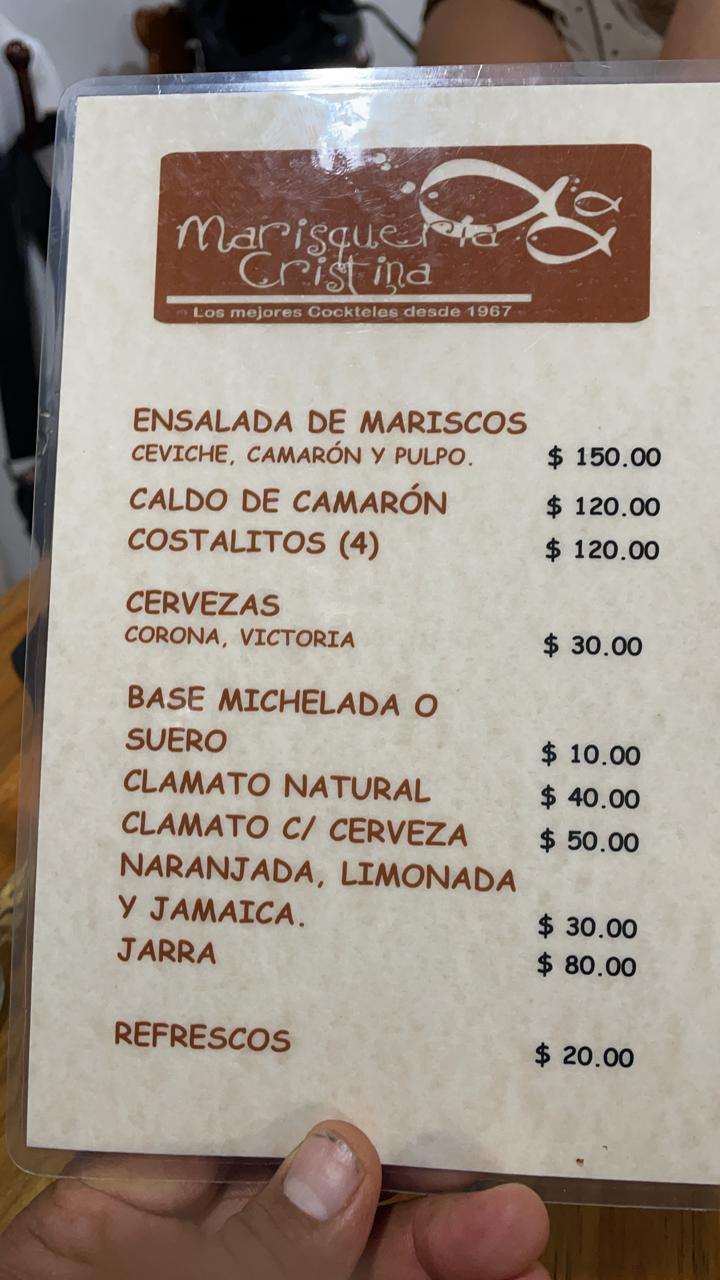 Marisquería
Cristina
Los mejores Cockteles desde 1967
ENSALADA DE MARISCOS
CEVICHE, CAMARÓN Y PULPO. $ 150.00
CALDO DE CAMARÓN $ 120.00
COSTALITOS (4) $ 120.00
CERVEZAS
CORONA, VICTORIA $ 30.00
BASE MICHELADA O
SUERO $ 10.00
CLAMATO NATURAL $ 40.00
CLAMATO C/ CERVEZA $ 50.00
NARANJADA, LIMONADA
Y JAMAICA. $ 30.00
JARRA $ 80.00
REFRESCOS $ 20.00